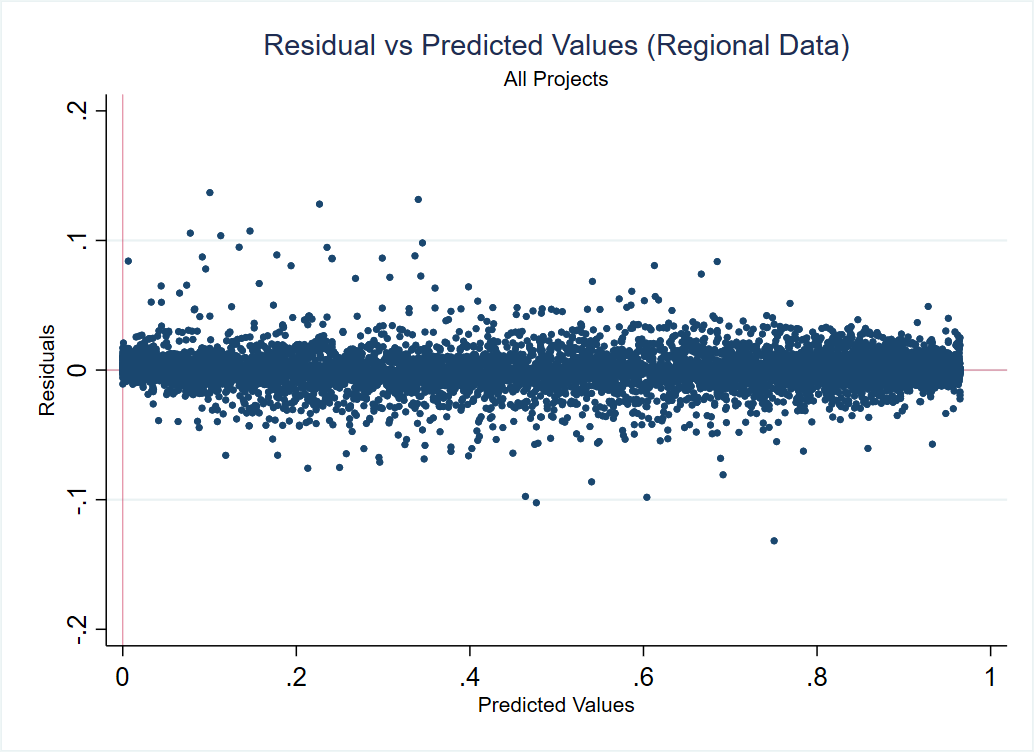 Residual vs Predicted Values (Regional Data)
All Projects
.2
.1
0
-.1
-.2
Residuals
0 .2 .4 .6 .8 1
Predicted Values